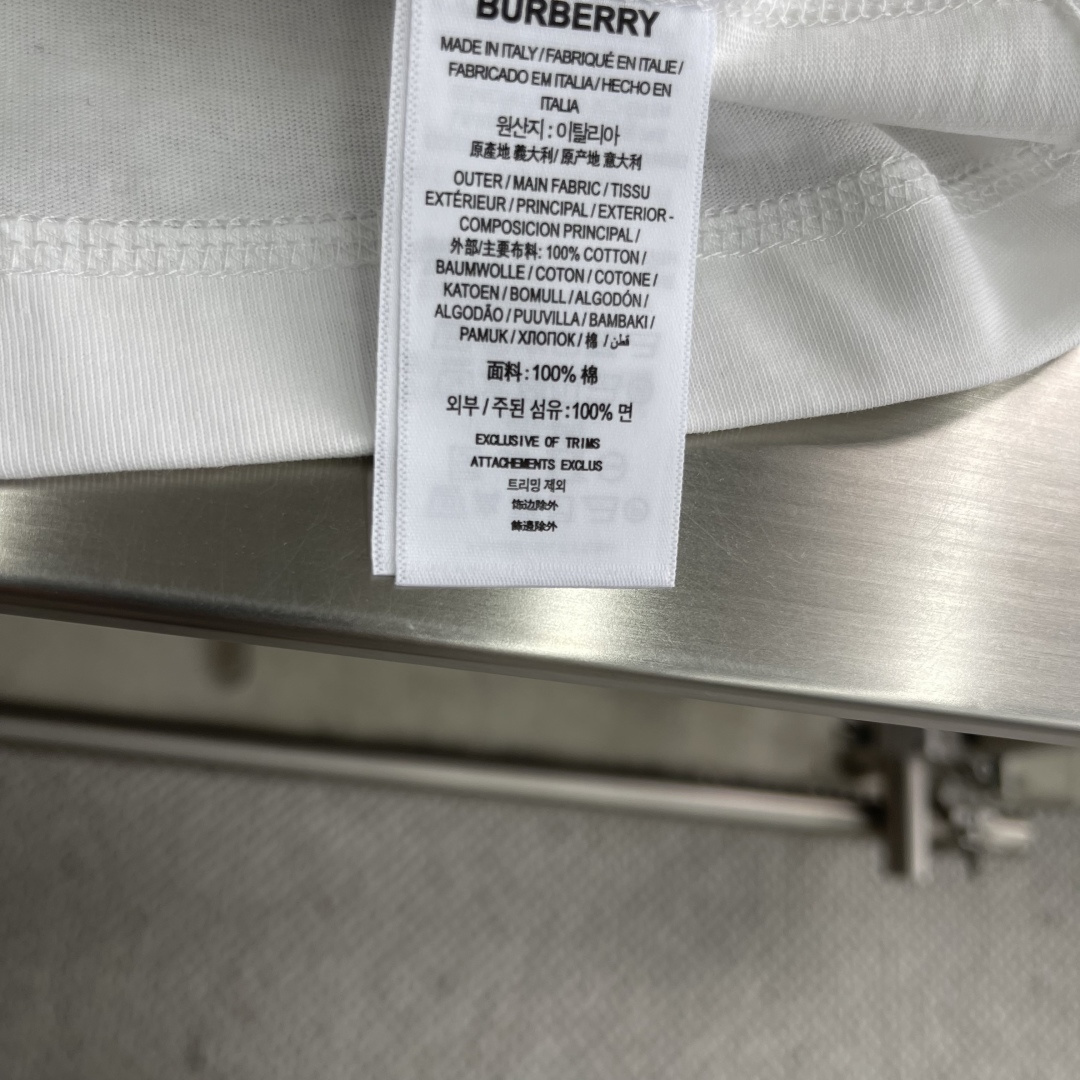 BURBERRY
MADE IN ITALY / FABRIQUÉ EN ITALIE /
FABRICADO EM ITALIA / HECHO EN
ITALIA
원산지 : 이탈리아
原產地 義大利/ 原产地 意大利
OUTER / MAIN FABRIC / TISSU
EXTÉRIEUR / PRINCIPAL / EXTERIOR -
COMPOSICION PRINCIPAL /
外部/主要布料: 100% COTTON /
BAUMWOLLE / COTON / COTONE /
KATOEN / BOMULL / ALGODÓN /
ALGODÃO / PUUVILLA / BAMBAKI /
PAMUK / ХЛОПОК / 棉 / قطن
面料 : 100% 棉
외부 / 주된 섬유 : 100% 면
EXCLUSIVE OF TRIMS
ATTACHEMENTS EXCLUS
트리밍 제외
饰边除外
飾邊除外